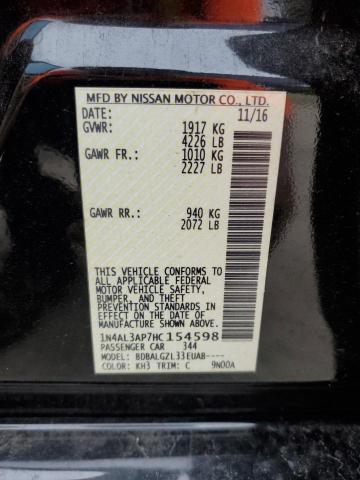 MFD BY NISSAN MOTOR CO., LTD.
DATE: 11/16
GVWR: 1917 KG
4226 LB
GAWR FR.: 1010 KG
2227 LB
GAWR RR.: 940 KG
2072 LB
THIS VEHICLE CONFORMS TO
ALL APPLICABLE FEDERAL
MOTOR VEHICLE SAFETY,
BUMPER, AND THEFT
PREVENTION STANDARDS
IN EFFECT ON THE DATE OF
MANUFACTURE SHOWN ABOVE.
1N4AL3AP7HC154598
PASSENGER CAR 344
MODEL: BDBALGZL33EUAB----
COLOR: KH3 TRIM: C 9N00A